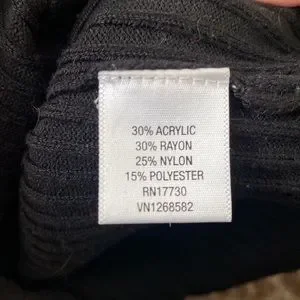 30% ACRYLIC
30% RAYON
25% NYLON
15% POLYESTER
RN17730
VN1268582